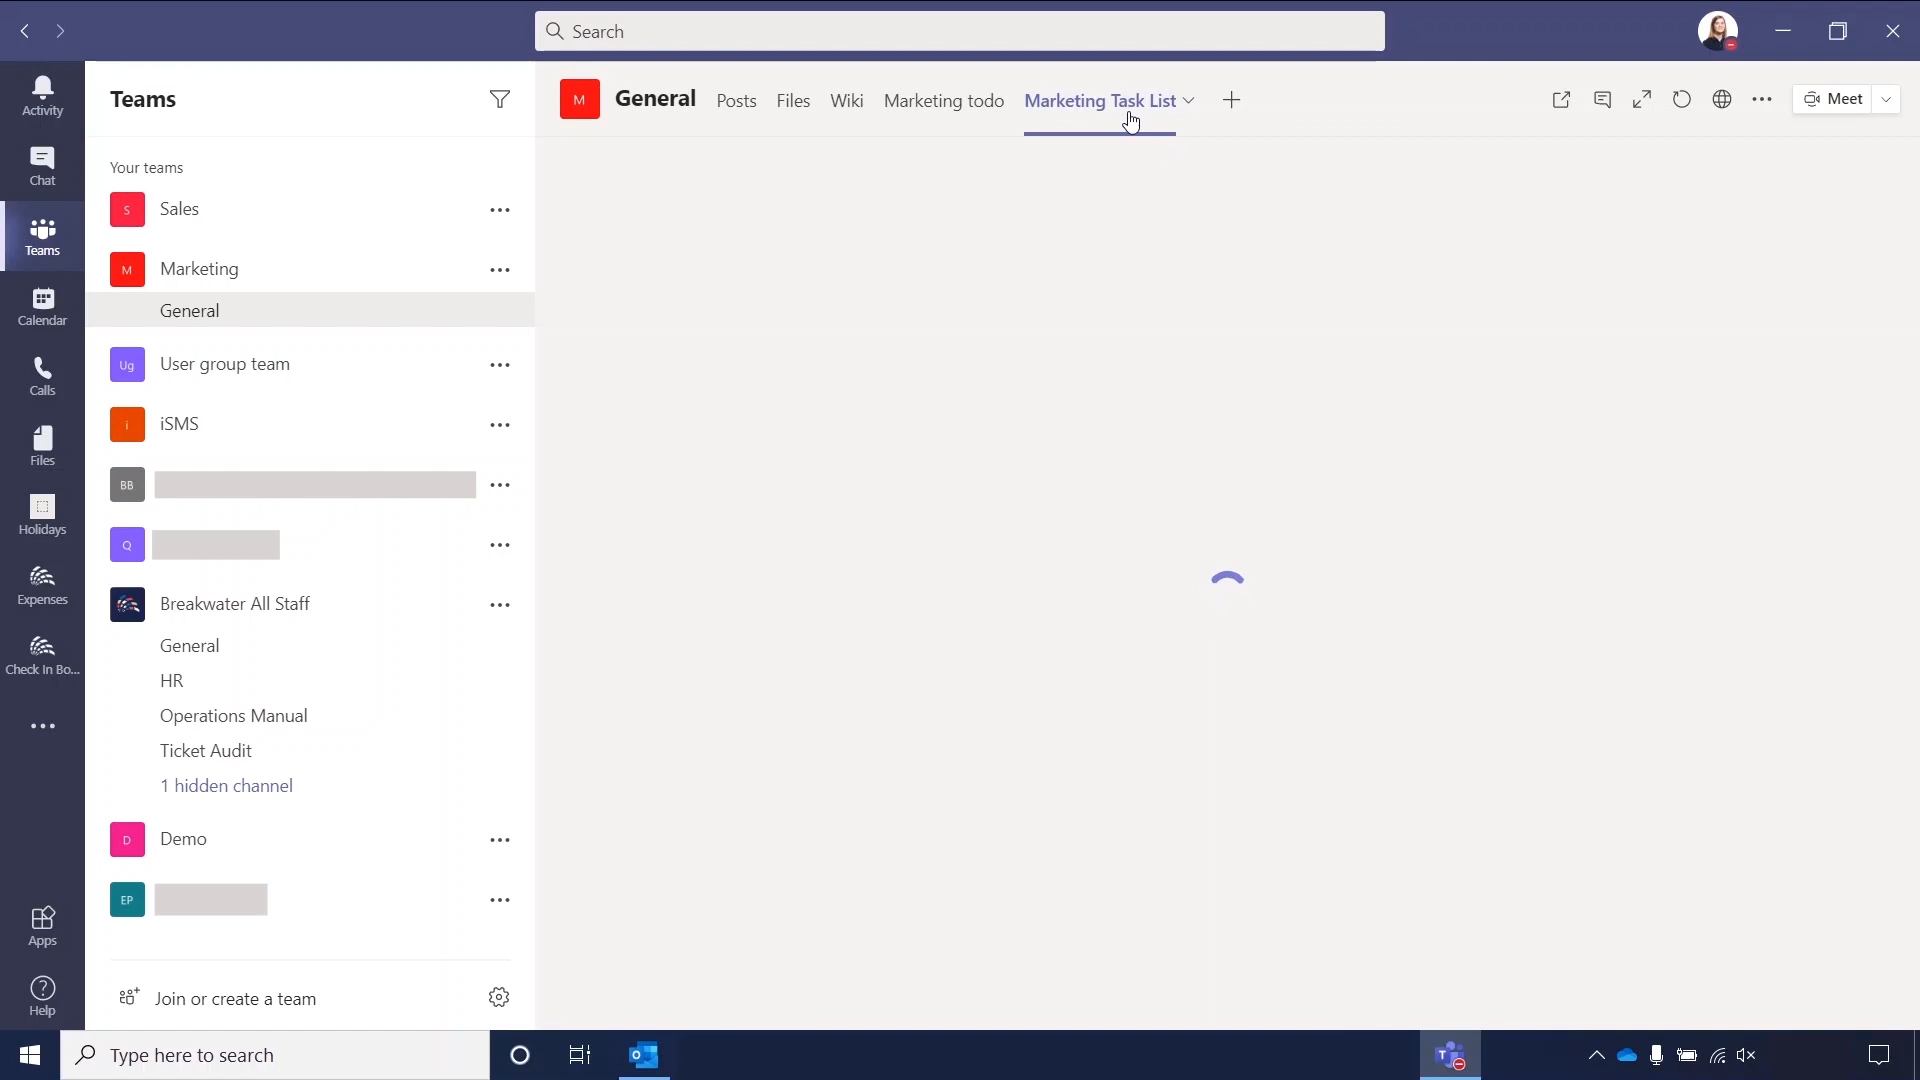 Search
Activity
Chat
Teams
Calendar
Calls
Files
Holidays
Expenses
Check In Bo...
Apps
Help
Teams
Your teams
S Sales
M Marketing
General
Ug User group team
i iSMS
BB
Q
Breakwater All Staff
General
HR
Operations Manual
Ticket Audit
1 hidden channel
D Demo
EP
Join or create a team
M General Posts Files Wiki Marketing todo Marketing Task List
Meet
Type here to search